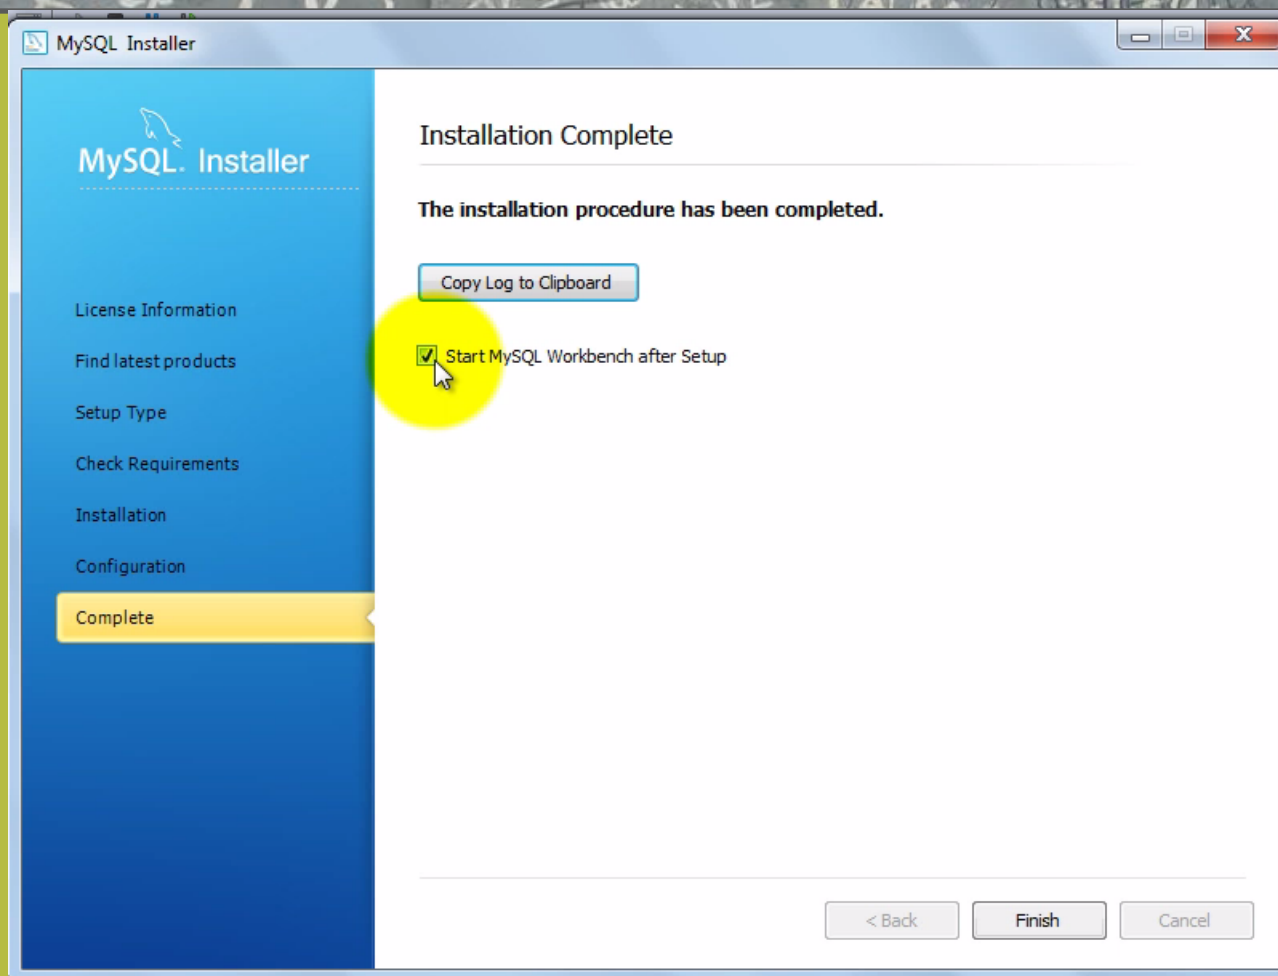 MySQL Installer
MySQL. Installer
License Information
Find latest products
Setup Type
Check Requirements
Installation
Configuration
Complete
Installation Complete
The installation procedure has been completed.
Copy Log to Clipboard
Start MySQL Workbench after Setup
< Back
Finish
Cancel